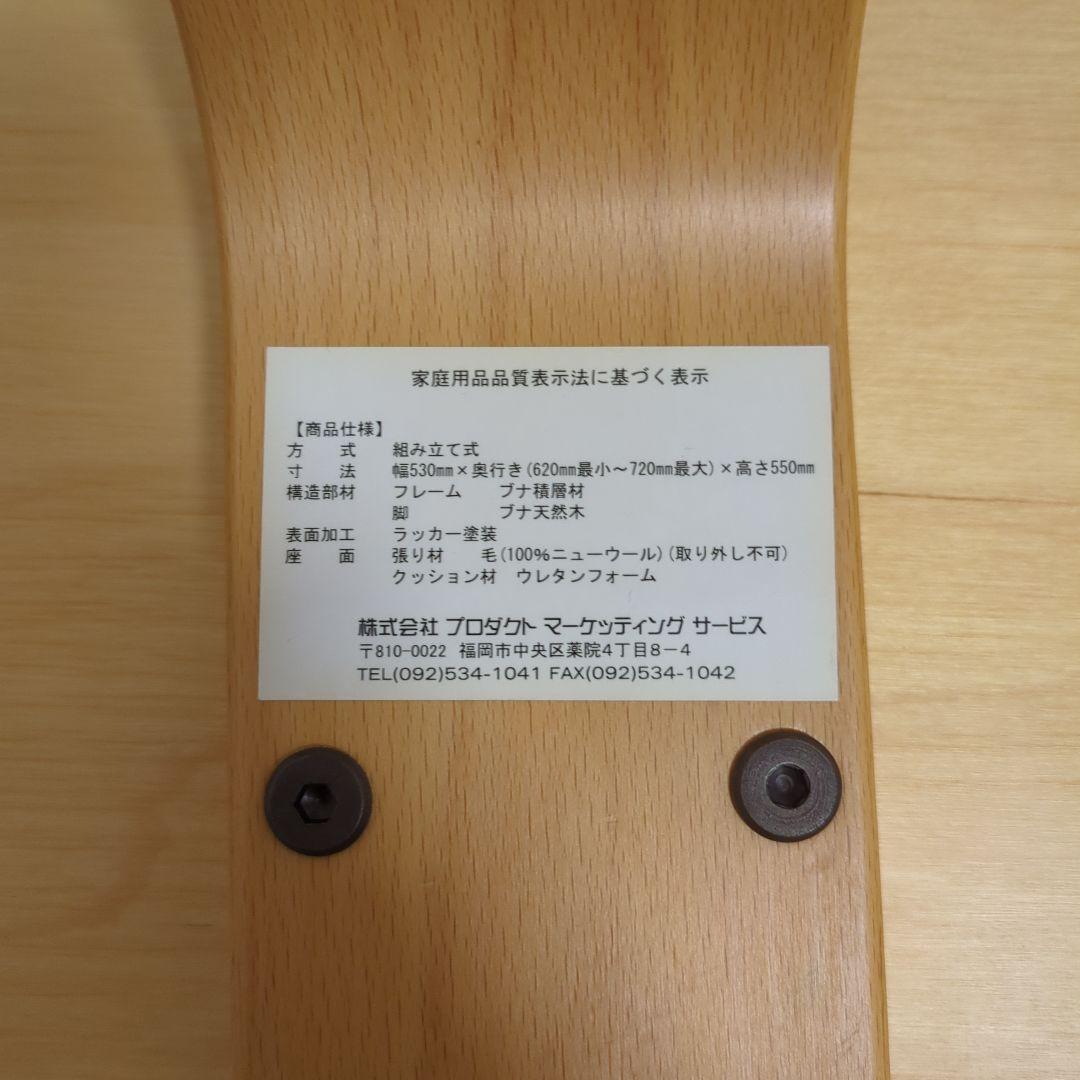 家庭用品品質表示法に基づく表示
【商品仕様】
方　　式　　組み立て式
寸　　法　　幅530㎜×奥行き(620㎜最小～720㎜最大)×高さ550㎜
構造部材　　フレーム　　ブナ積層材
脚　　ブナ天然木
表面加工　　ラッカー塗装
座　　面　　張り材　　毛(100%ニューウール)(取り外し不可)
クッション材　ウレタンフォーム
株式会社 プロダクト マーケッティング サービス
〒810-0022 福岡市中央区薬院4丁目8-4
TEL(092)534-1041 FAX(092)534-1042